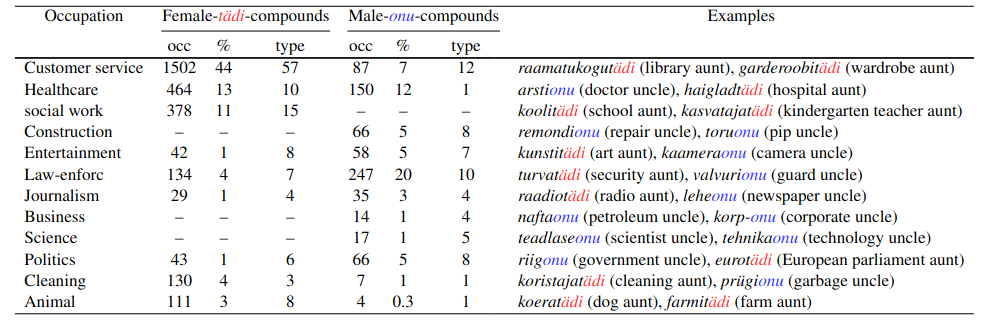 Occupation Female-tädi-compounds Male-onu-compounds Examples
occ % type occ % type
Customer service 1502 44 57 87 7 12 raamatukogutädi (library aunt), garderoobitädi (wardrobe aunt)
Healthcare 464 13 10 150 12 1 arstionu (doctor uncle), haigladtädi (hospital aunt)
social work 378 11 15 – – – koolitädi (school aunt), kasvatajatädi (kindergarten teacher aunt)
Construction – – – 66 5 8 remondionu (repair uncle), toruonu (pip uncle)
Entertainment 42 1 8 58 5 7 kunstitädi (art aunt), kaameraonu (camera uncle)
Law-enforc 134 4 7 247 20 10 turvatädi (security aunt), valvurionu (guard uncle)
Journalism 29 1 4 35 3 4 raadiotädi (radio aunt), leheonu (newspaper uncle)
Business – – – 14 1 4 naftaonu (petroleum uncle), korp-onu (corporate uncle)
Science – – – 17 1 5 teadlaseonu (scientist uncle), tehnikaonu (technology uncle)
Politics 43 1 6 66 5 8 riigonu (government uncle), eurotädi (European parliament aunt)
Cleaning 130 4 3 7 1 1 koristajatädi (cleaning aunt), prügionu (garbage uncle)
Animal 111 3 8 4 0.3 1 koeratädi (dog aunt), farmitädi (farm aunt)